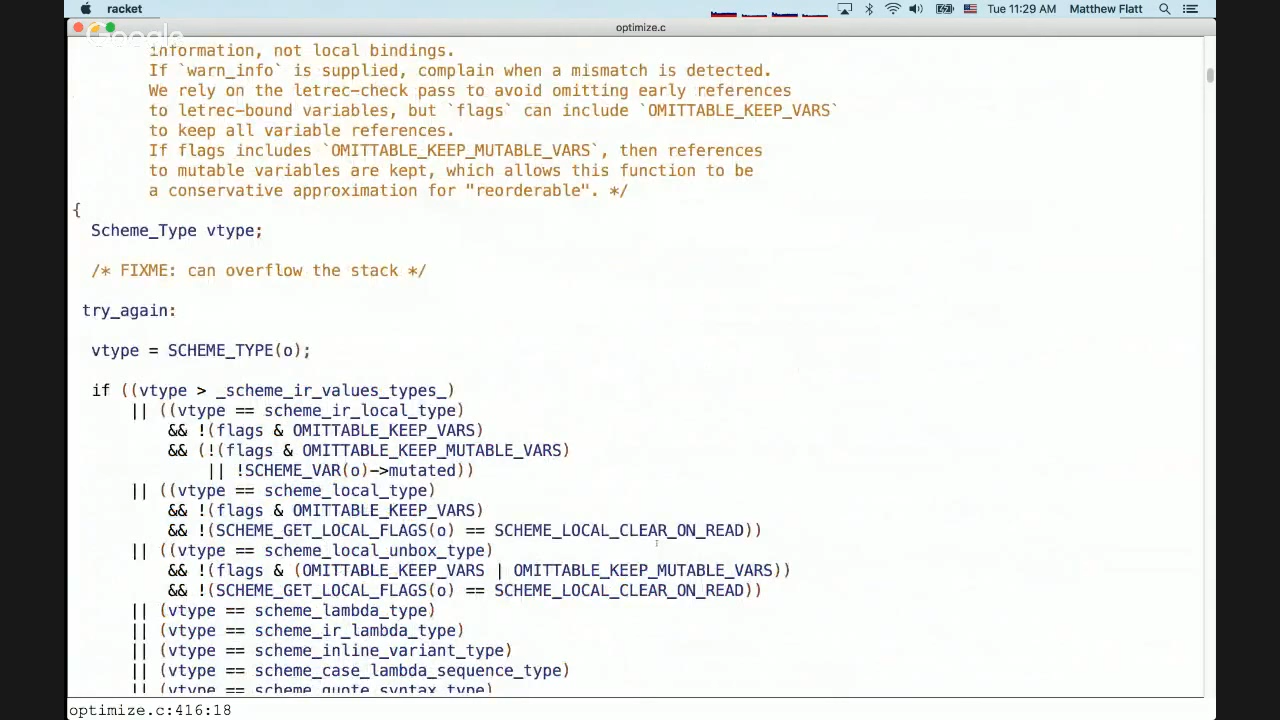 racket
Tue 11:29 AM Matthew Flatt
optimize.c
Google
information, not local bindings.
If `warn_info` is supplied, complain when a mismatch is detected.
We rely on the letrec-check pass to avoid omitting early references
to letrec-bound variables, but `flags` can include `OMITTABLE_KEEP_VARS`
to keep all variable references.
If flags includes `OMITTABLE_KEEP_MUTABLE_VARS`, then references
to mutable variables are kept, which allows this function to be
a conservative approximation for "reorderable". */
{
Scheme_Type vtype;
/* FIXME: can overflow the stack */
try_again:
vtype = SCHEME_TYPE(o);
if ((vtype > _scheme_ir_values_types_)
|| ((vtype == scheme_ir_local_type)
&& !(flags & OMITTABLE_KEEP_VARS)
&& (!(flags & OMITTABLE_KEEP_MUTABLE_VARS)
|| !SCHEME_VAR(o)->mutated))
|| ((vtype == scheme_local_type)
&& !(flags & OMITTABLE_KEEP_VARS)
&& !(SCHEME_GET_LOCAL_FLAGS(o) == SCHEME_LOCAL_CLEAR_ON_READ))
|| ((vtype == scheme_local_unbox_type)
&& !(flags & (OMITTABLE_KEEP_VARS | OMITTABLE_KEEP_MUTABLE_VARS))
&& !(SCHEME_GET_LOCAL_FLAGS(o) == SCHEME_LOCAL_CLEAR_ON_READ))
|| (vtype == scheme_lambda_type)
|| (vtype == scheme_ir_lambda_type)
|| (vtype == scheme_inline_variant_type)
|| (vtype == scheme_case_lambda_sequence_type)
|| (vtype == scheme_quote_syntax_type)
optimize.c:416:18